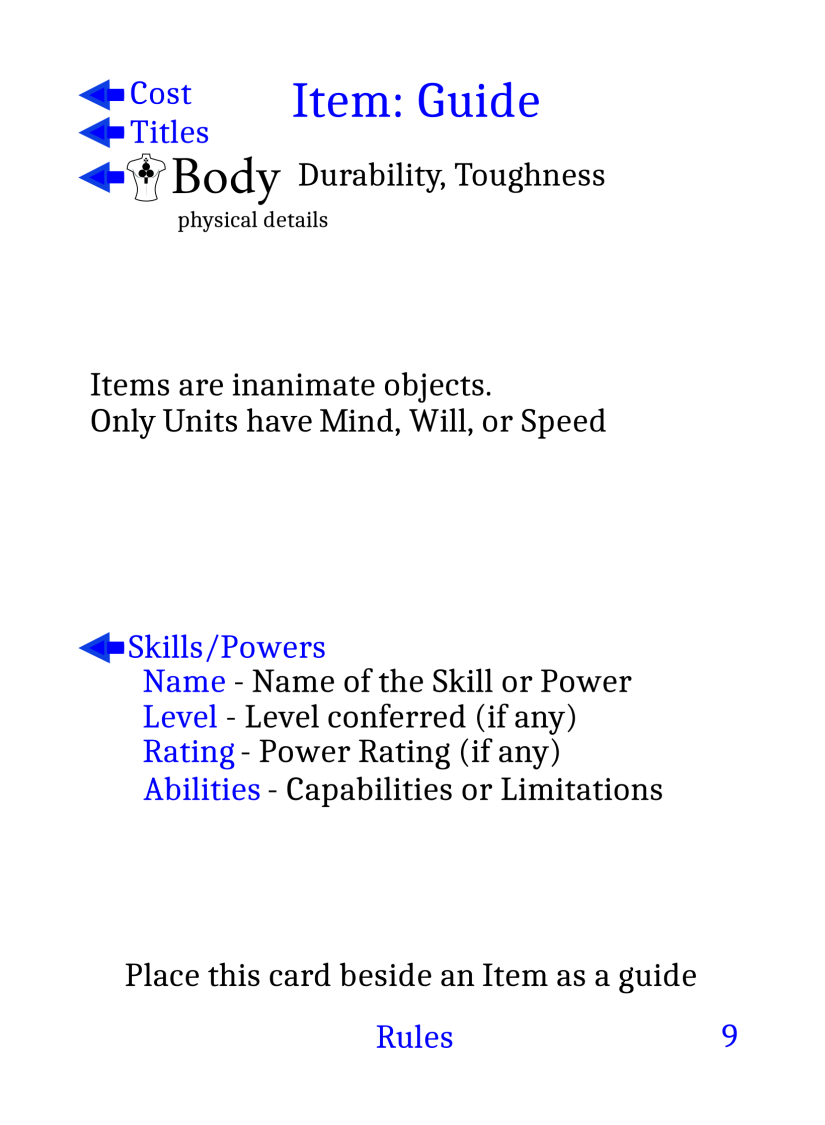 Item: Guide
Cost
Titles
Body Durability, Toughness
physical details
Items are inanimate objects.
Only Units have Mind, Will, or Speed
Skills/Powers
Name - Name of the Skill or Power
Level - Level conferred (if any)
Rating - Power Rating (if any)
Abilities - Capabilities or Limitations
Place this card beside an Item as a guide
Rules 9